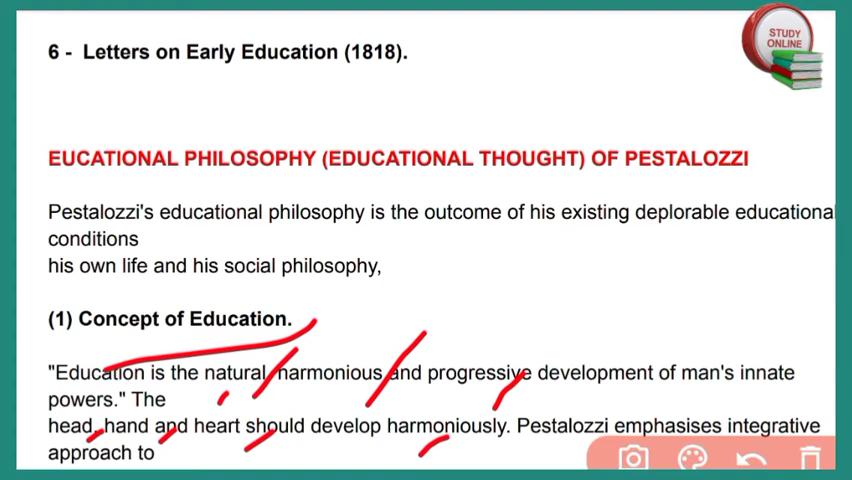 STUDY
ONLINE
6 - Letters on Early Education (1818).
EUCATIONAL PHILOSOPHY (EDUCATIONAL THOUGHT) OF PESTALOZZI
Pestalozzi's educational philosophy is the outcome of his existing deplorable educational
conditions
his own life and his social philosophy,
(1) Concept of Education.
"Education is the natural, harmonious and progressive development of man's innate
powers." The
head, hand and heart should develop harmoniously. Pestalozzi emphasises integrative
approach to